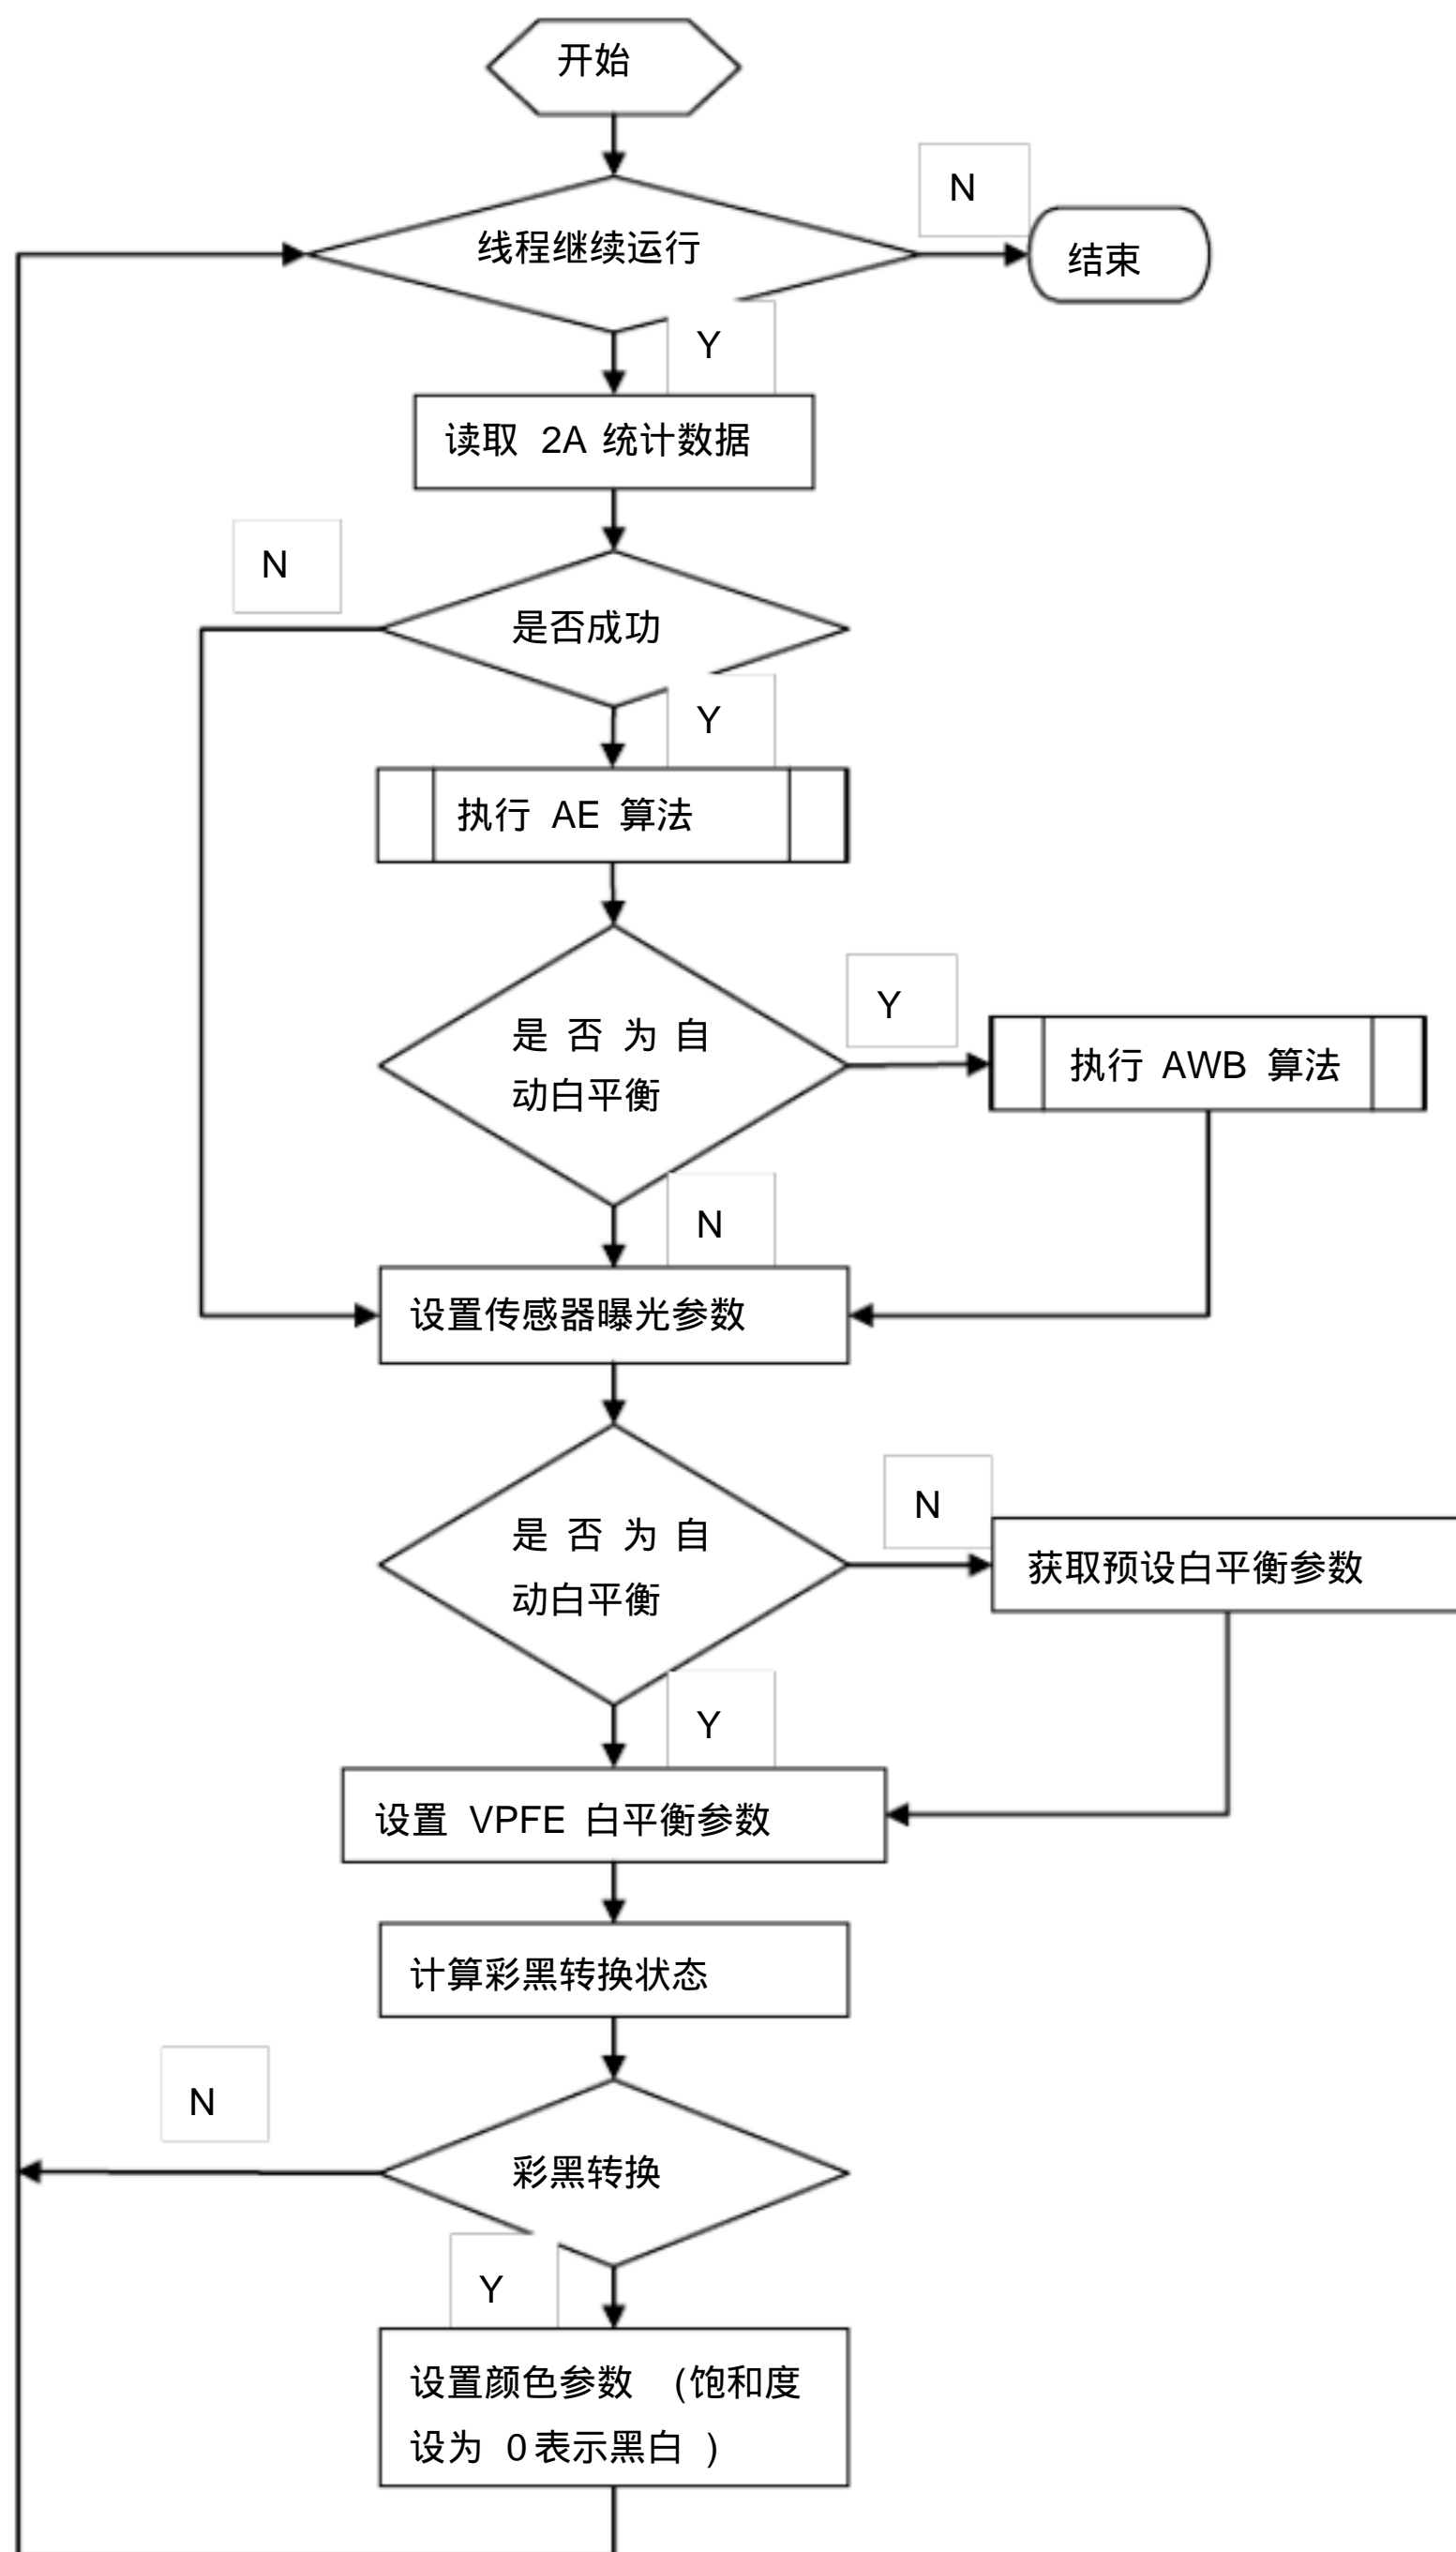 开始
N
线程继续运行
结束
Y
读取 2A 统计数据
N
是否成功
Y
执行 AE 算法
Y
是 否 为 自
动白平衡
执行 AWB 算法
N
设置传感器曝光参数
N
是 否 为 自
动白平衡
获取预设白平衡参数
Y
设置 VPFE 白平衡参数
计算彩黑转换状态
N
彩黑转换
Y
设置颜色参数 (饱和度
设为 0表示黑白 )